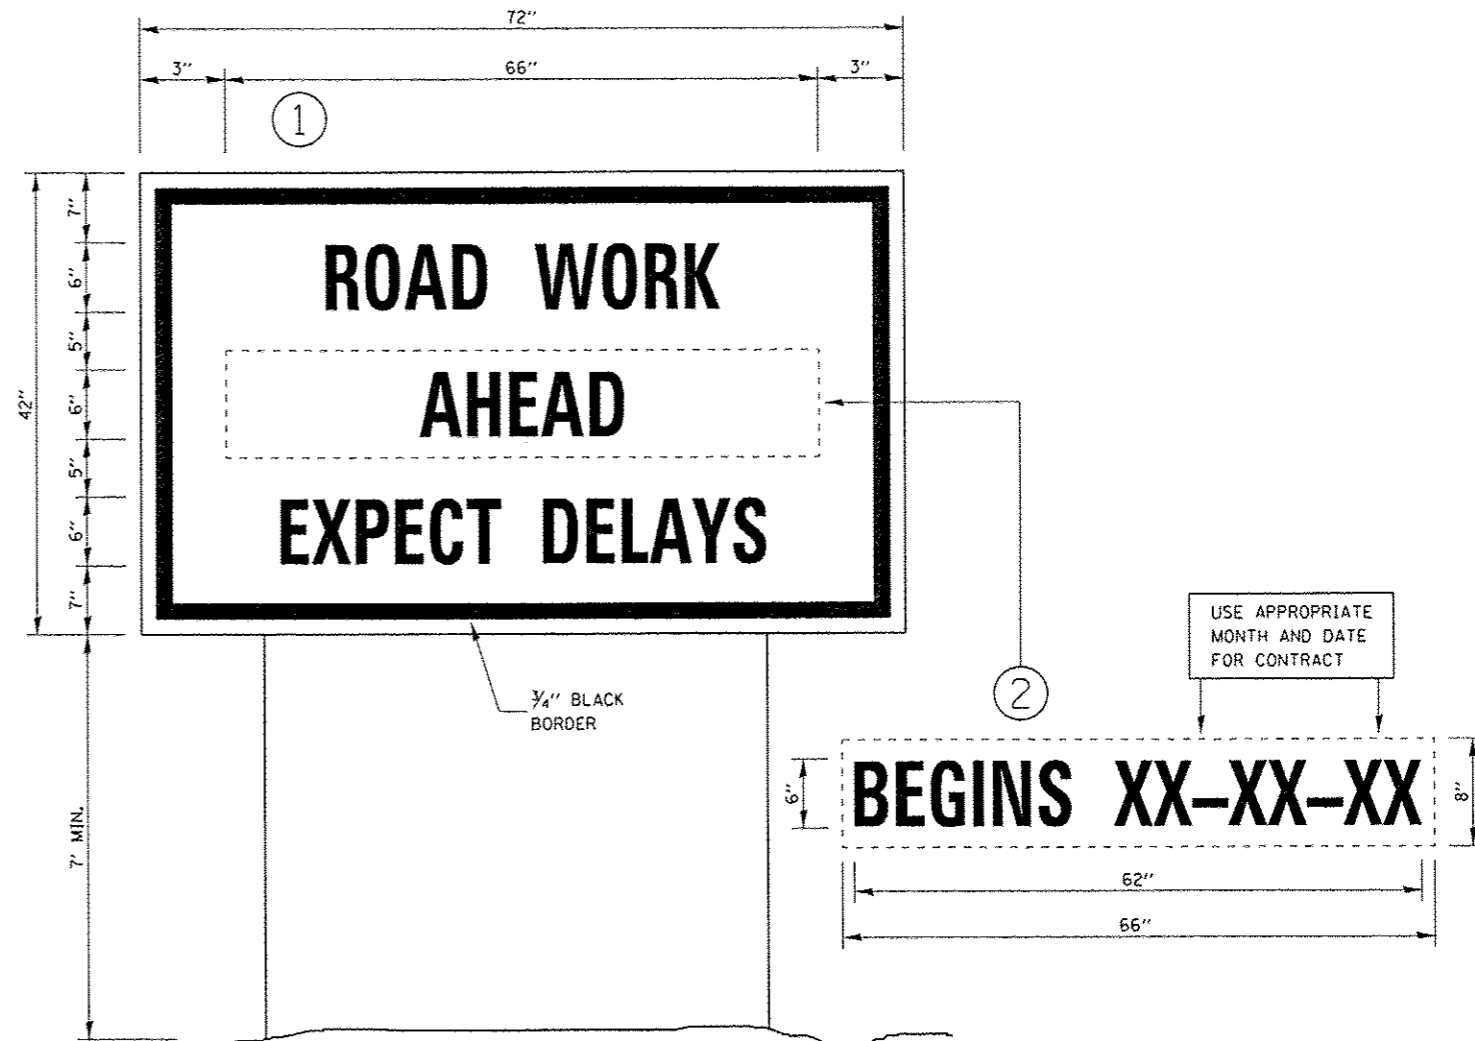 72"
3" 66" 3"
1
7"
6"
5"
6"
5"
6"
7"
42"
ROAD WORK
AHEAD
EXPECT DELAYS
¾" BLACK
BORDER
7' MIN.
USE APPROPRIATE
MONTH AND DATE
FOR CONTRACT
2
6"
BEGINS XX-XX-XX
8"
62"
66"